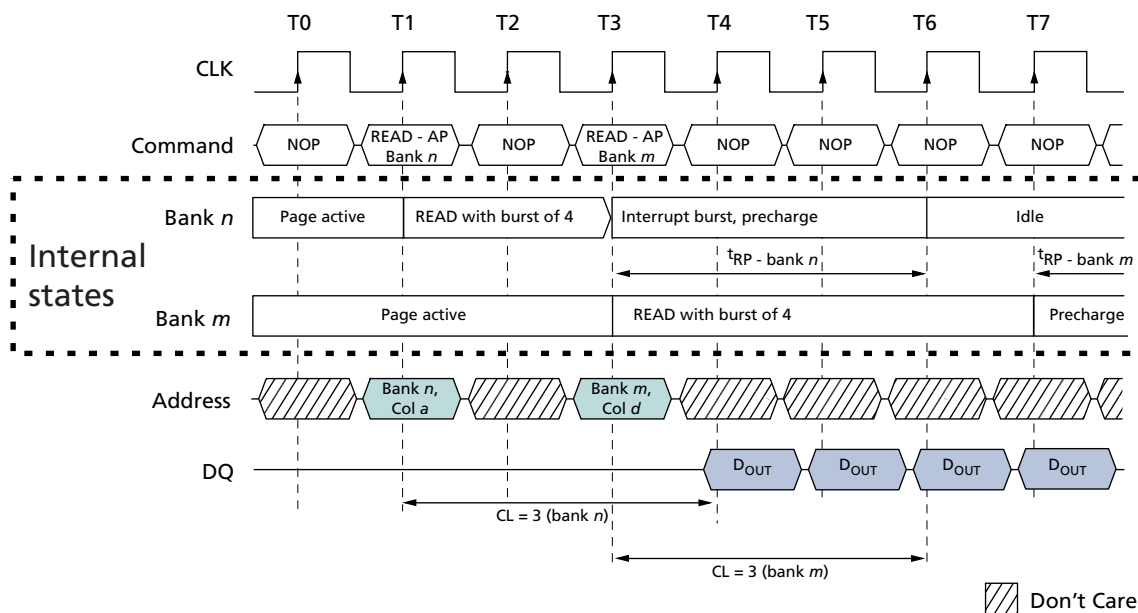 T0 T1 T2 T3 T4 T5 T6 T7
CLK
Command NOP READ - AP Bank n NOP READ - AP Bank m NOP NOP NOP NOP
Internal states
Bank n Page active READ with burst of 4 Interrupt burst, precharge Idle
tRP - bank n tRP - bank m
Bank m Page active READ with burst of 4 Precharge
Address Bank n, Col a Bank m, Col d
DQ DOUT DOUT DOUT DOUT
CL = 3 (bank n)
CL = 3 (bank m)
Don't Care